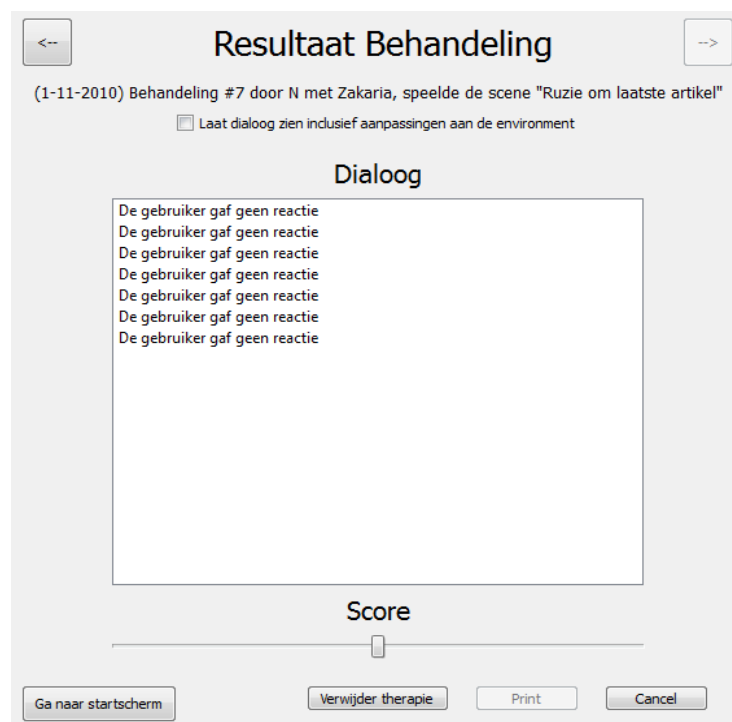 <-- Resultaat Behandeling -->
(1-11-2010) Behandeling #7 door N met Zakaria, speelde de scene "Ruzie om laatste artikel"
Laat dialoog zien inclusief aanpassingen aan de environment
Dialoog
De gebruiker gaf geen reactie
De gebruiker gaf geen reactie
De gebruiker gaf geen reactie
De gebruiker gaf geen reactie
De gebruiker gaf geen reactie
De gebruiker gaf geen reactie
De gebruiker gaf geen reactie
Score
Ga naar startscherm Verwijder therapie Print Cancel